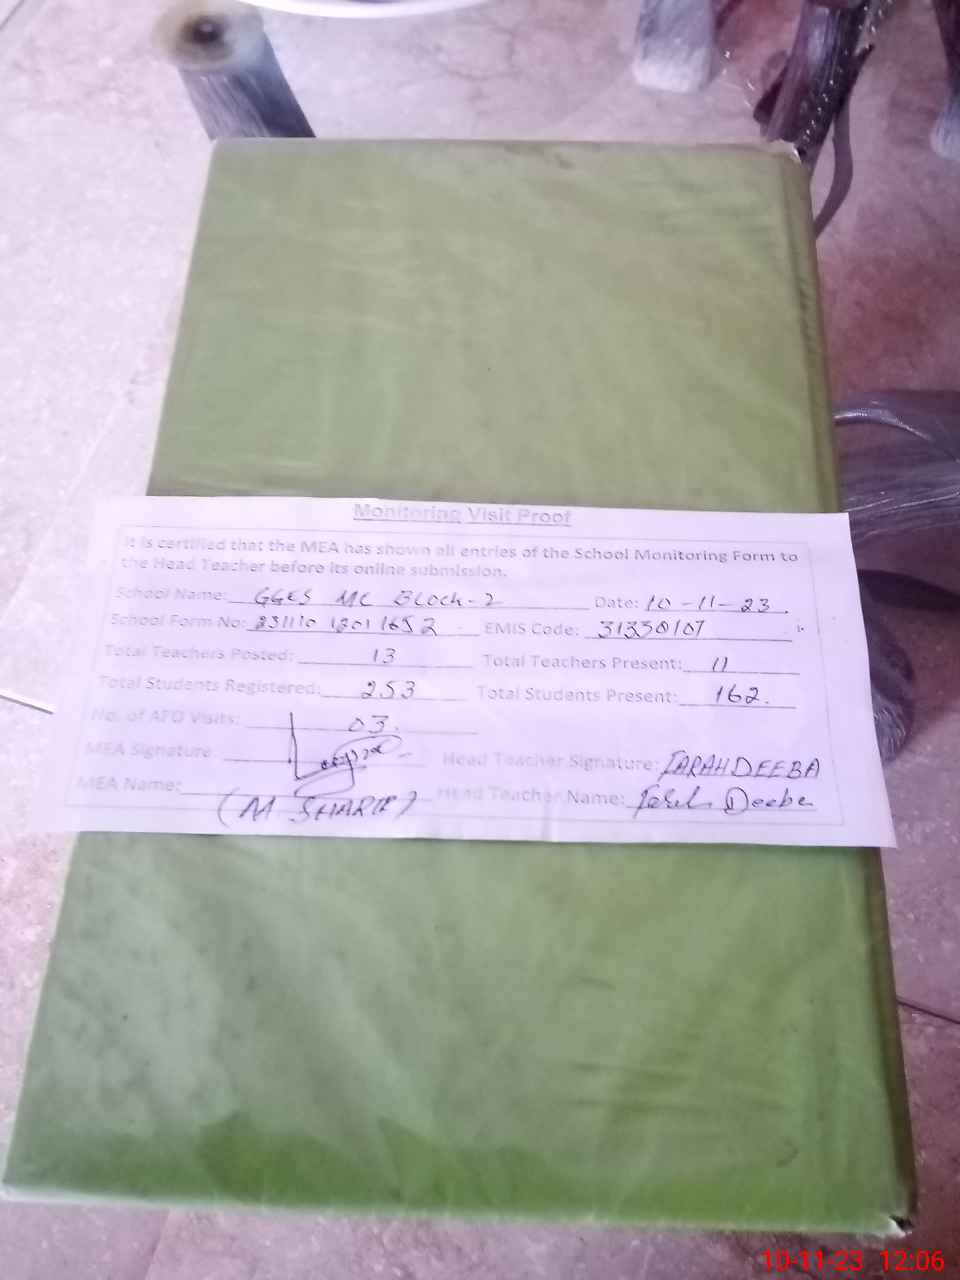 Monitoring Visit Proof
It is certified that the MEA has shown all entries of the School Monitoring Form to
the Head Teacher before its online submission.
School Name: GGES MC Block-2 Date: 10-11-23.
School Form No: 231110 1301 1652 EMIS Code: 31330107
Total Teachers Posted: 13 Total Teachers Present: 11
Total Students Registered: 253 Total Students Present: 162.
No. of AEO Visits: 03.
MEA Signature Head Teacher Signature: FARAH DEEBA
MEA Name: (M SHARIF) Head Teacher Name: Farah Deeba
10-11-23 12:06